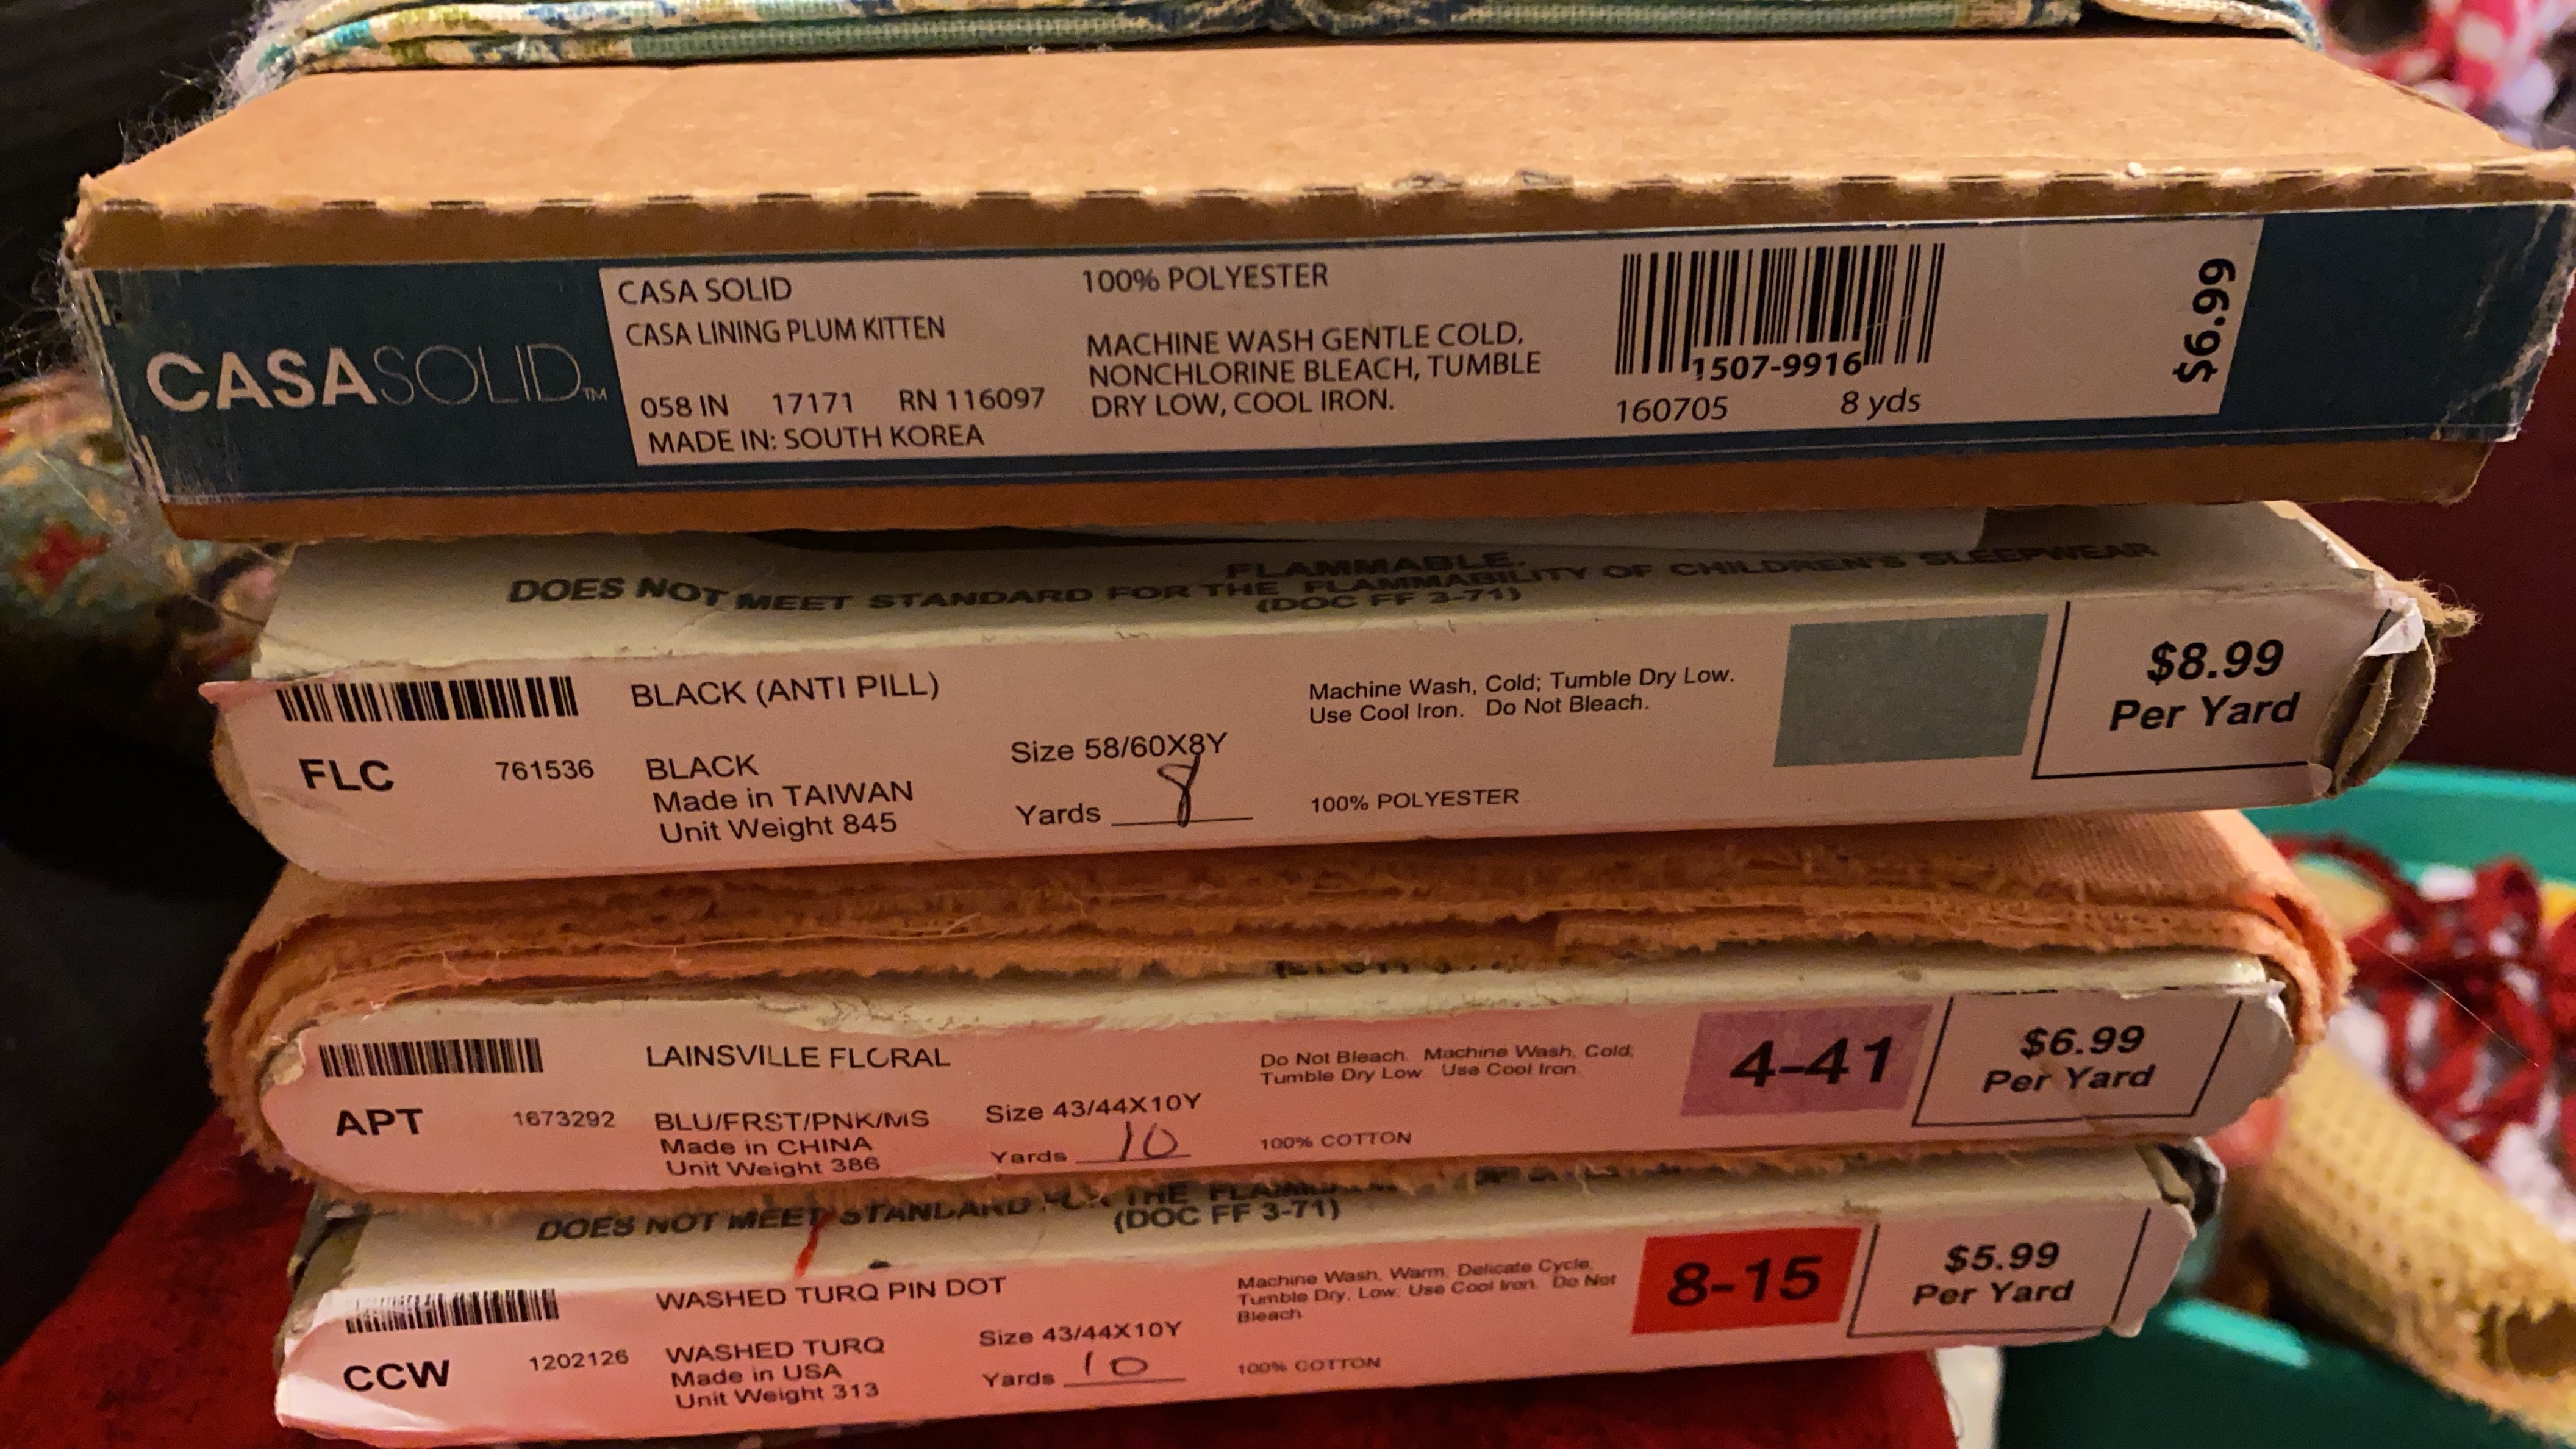 CASASOLID™
CASA SOLID
CASA LINING PLUM KITTEN
058 IN 17171 RN 116097
MADE IN: SOUTH KOREA
100% POLYESTER
MACHINE WASH GENTLE COLD,
NONCHLORINE BLEACH, TUMBLE
DRY LOW, COOL IRON.
1507-9916
160705 8 yds
$6.99
FLAMMABLE.
DOES NOT MEET STANDARD FOR THE FLAMMABILITY OF CHILDREN'S SLEEPWEAR
(DOC FF 3-71)
BLACK (ANTI PILL)
FLC 761536 BLACK
Made in TAIWAN
Unit Weight 845
Size 58/60X8Y
Yards 8
Machine Wash, Cold; Tumble Dry Low.
Use Cool Iron. Do Not Bleach.
100% POLYESTER
$8.99
Per Yard
LAINSVILLE FLORAL
APT 1673292 BLU/FRST/PNK/MS
Made in CHINA
Unit Weight 386
Size 43/44X10Y
Yards 10
Do Not Bleach. Machine Wash, Cold;
Tumble Dry Low. Use Cool Iron.
100% COTTON
4-41
$6.99
Per Yard
DOES NOT MEET STANDARD FOR THE
(DOC FF 3-71)
WASHED TURQ PIN DOT
CCW 1202126 WASHED TURQ
Made in USA
Unit Weight 313
Size 43/44X10Y
Yards 10
Machine Wash, Warm, Delicate Cycle,
Tumble Dry, Low; Use Cool Iron. Do Not
Bleach
100% COTTON
8-15
$5.99
Per Yard